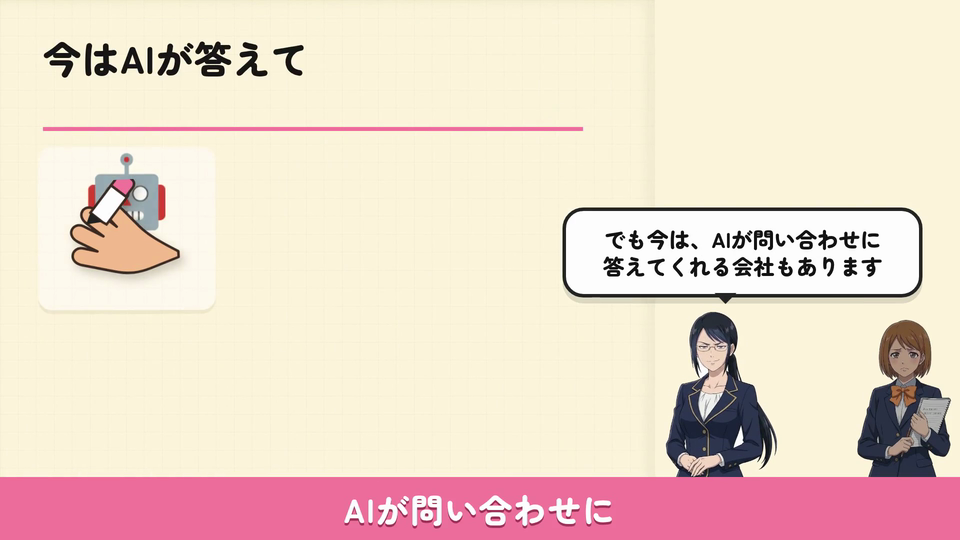 今はAIが答えて
でも今は、AIが問い合わせに
答えてくれる会社もあります
AIが問い合わせに